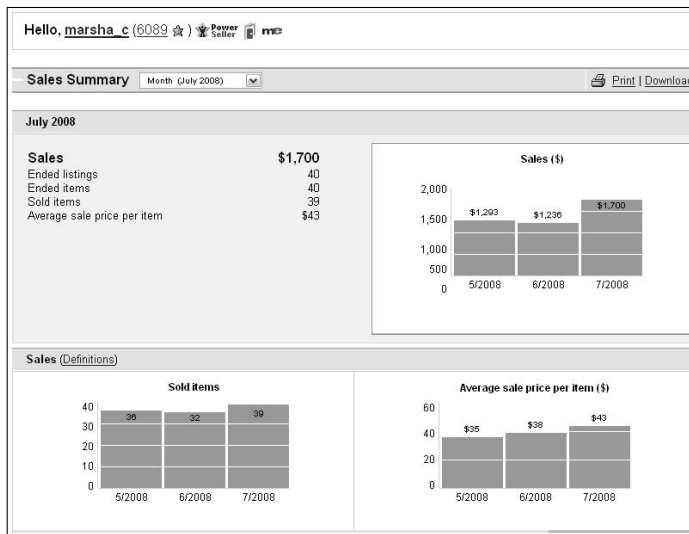 Hello, marsha_c (6089 ) Power Seller me
Sales Summary Month (July 2008) Print | Downloa
July 2008
Sales $1,700
Ended listings 40
Ended items 40
Sold items 39
Average sale price per item $43
Sales ($)
2,000
1,500
1,000
500
0
$1,293 $1,236 $1,700
5/2008 6/2008 7/2008
Sales (Definitions)
Sold items
40
30
20
10
0
36 32 39
5/2008 6/2008 7/2008
Average sale price per item ($)
60
40
20
0
$35 $38 $43
5/2008 6/2008 7/2008